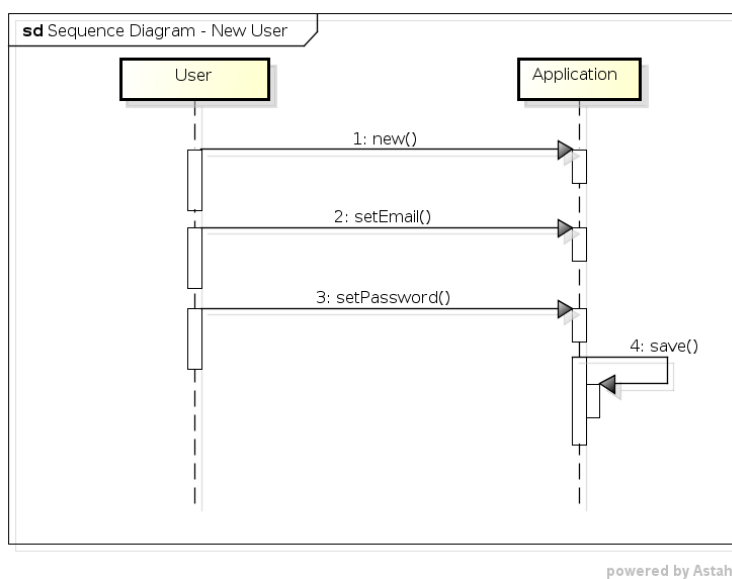 sd Sequence Diagram - New User
User
Application
1: new()
2: setEmail()
3: setPassword()
4: save()
powered by Astah